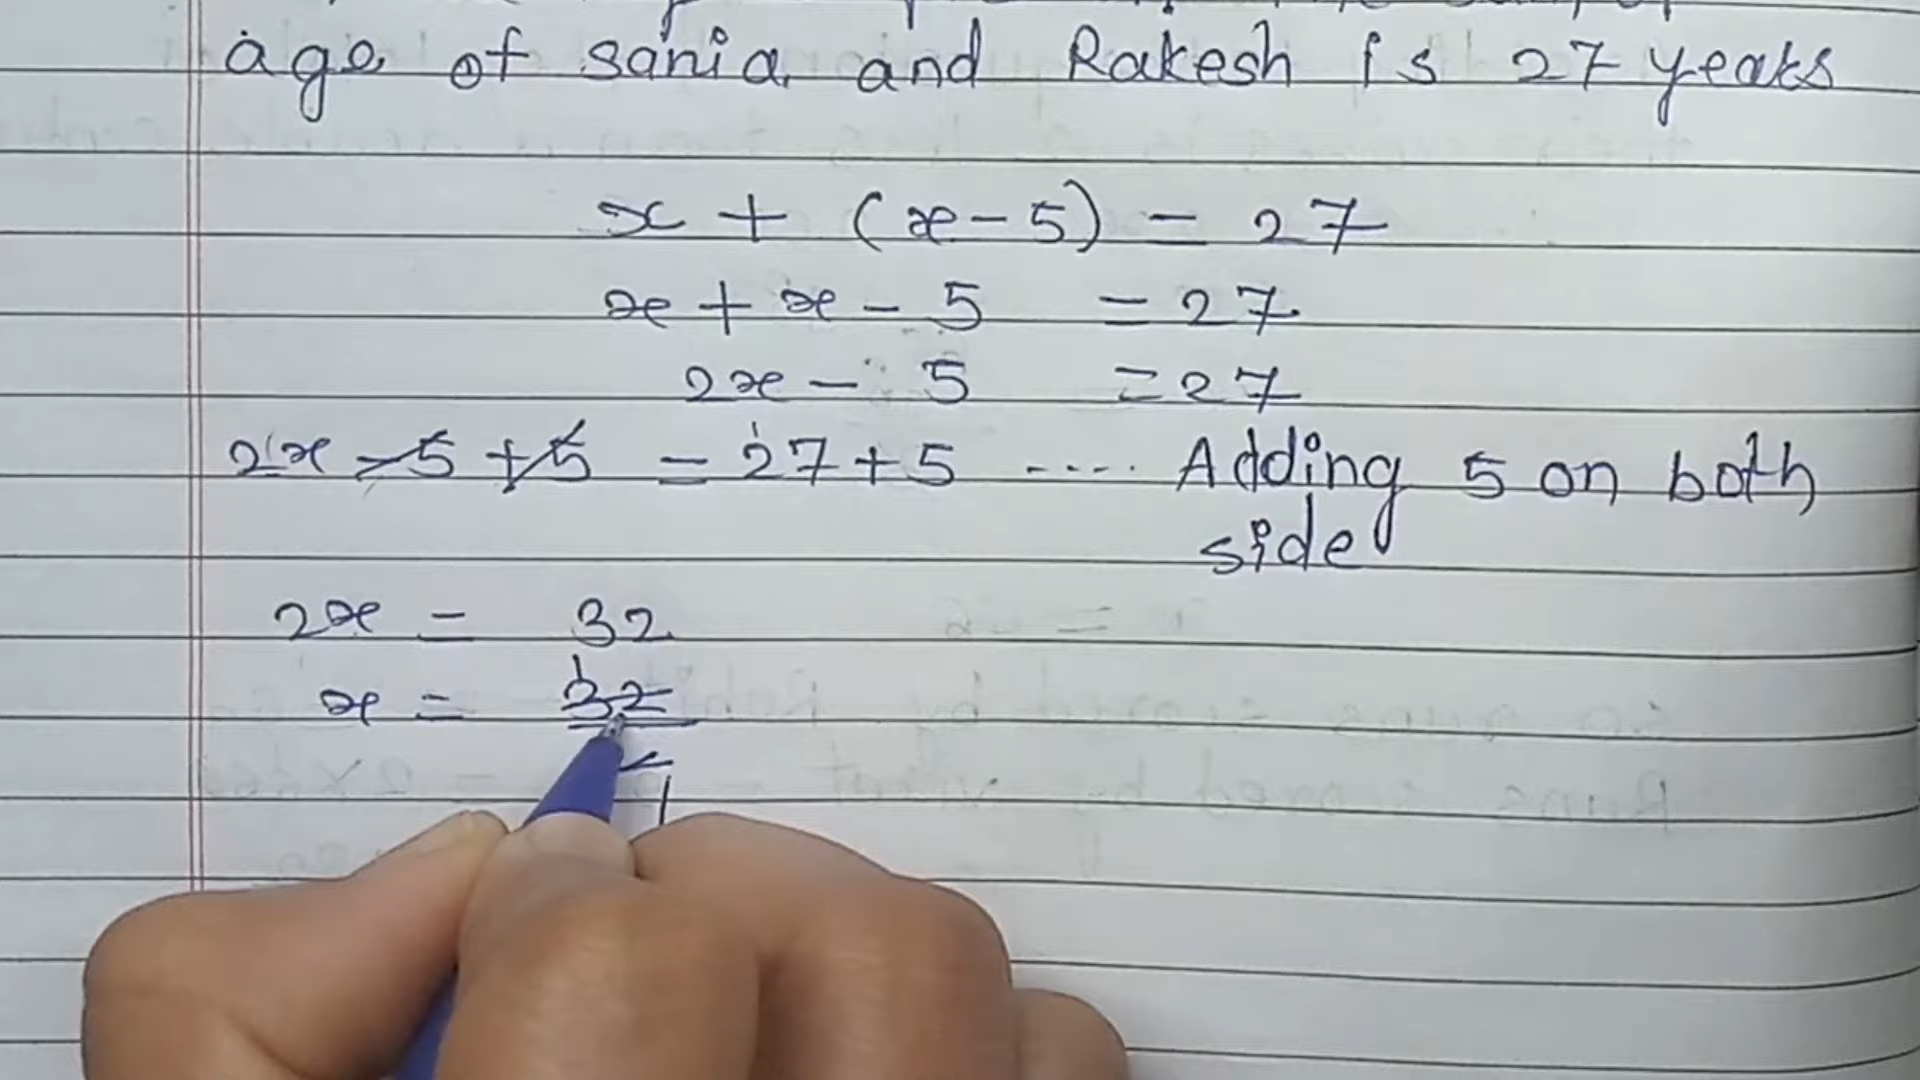 age of sania and Rakesh is 27 years
x + (x - 5) = 27
x + x - 5 = 27
2x - 5 = 27
2x - 5 + 5 = 27 + 5 .... Adding 5 on both
side
2x = 32
x = 32
2